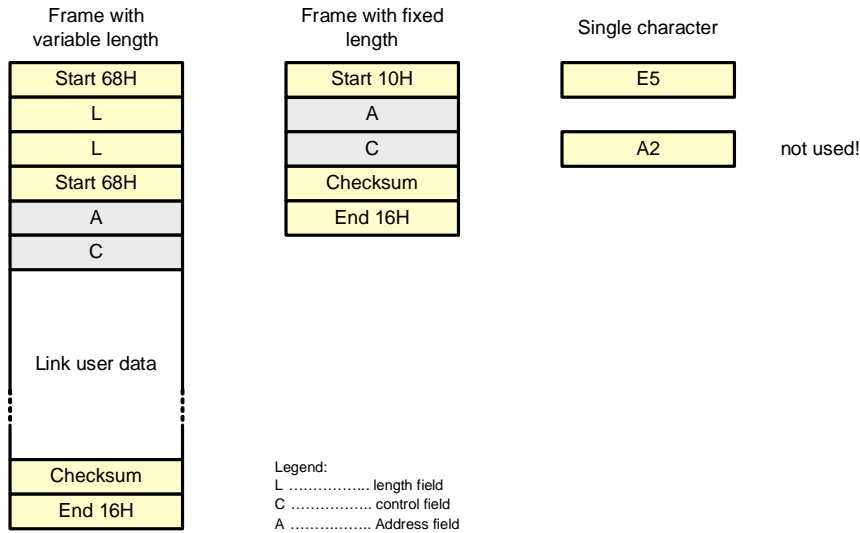 Frame with
variable length
Start 68H
L
L
Start 68H
A
C
Link user data
Checksum
End 16H
Frame with fixed
length
Start 10H
A
C
Checksum
End 16H
Single character
E5
A2
not used!
Legend:
L …………….. length field
C …………….. control field
A …………….. Address field